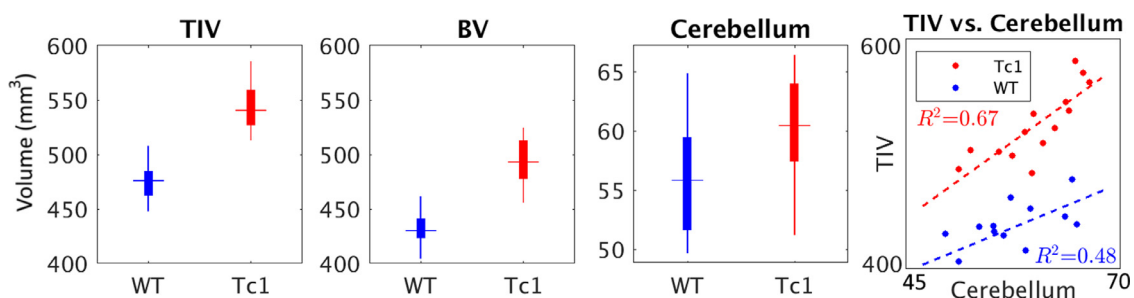 TIV
BV
Cerebellum
TIV vs. Cerebellum
Volume (mm³)
600
550
500
450
400
WT
Tc1
600
550
500
450
400
WT
Tc1
65
60
55
50
WT
Tc1
TIV
600
400
Tc1
WT
R²=0.67
R²=0.48
45
70
Cerebellum